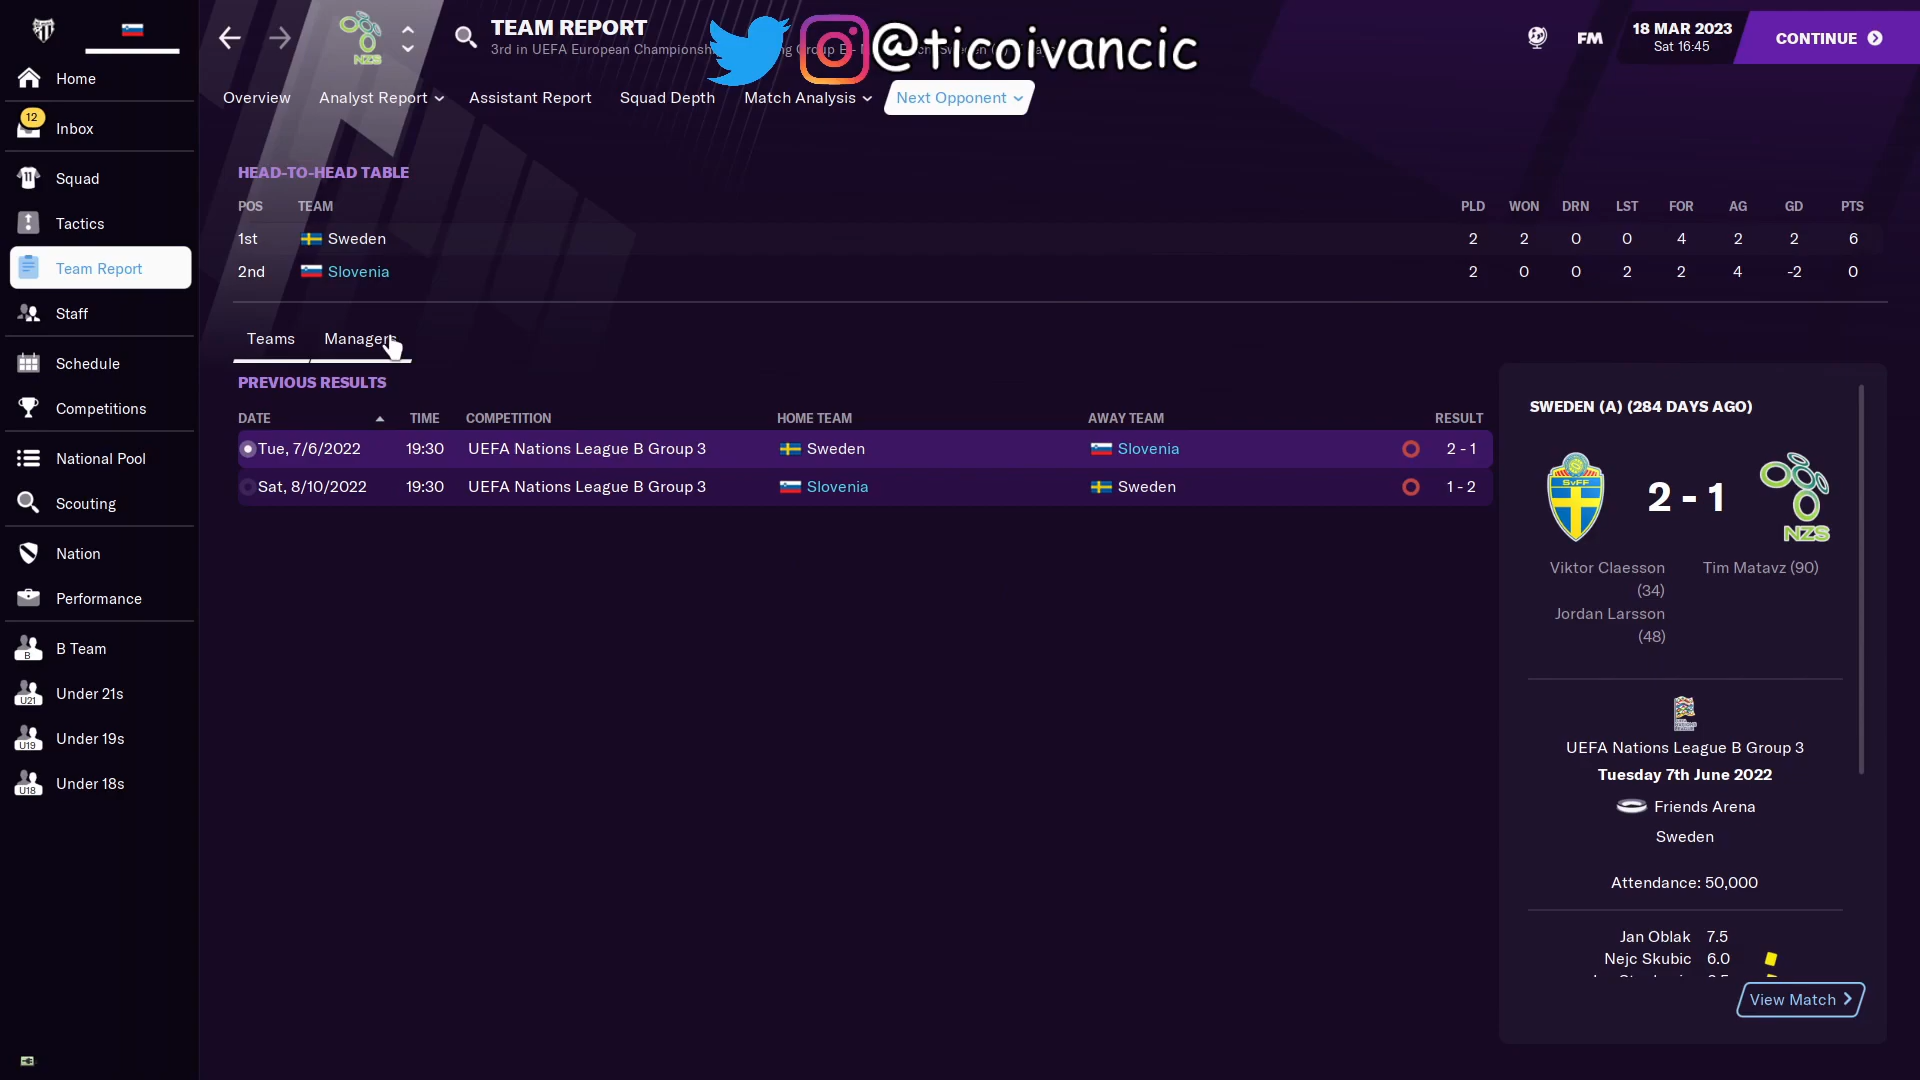 TEAM REPORT
3rd in UEFA European Championsh
@ticoivancic
18 MAR 2023
Sat 16:45
FM
CONTINUE
Overview
Analyst Report
Assistant Report
Squad Depth
Match Analysis
Next Opponent
Home
12
Inbox
11
Squad
Tactics
Team Report
Staff
Schedule
Competitions
National Pool
Scouting
Nation
Performance
B
B Team
U21
Under 21s
U19
Under 19s
U18
Under 18s
NZS
HEAD-TO-HEAD TABLE
POS TEAM PLD WON DRN LST FOR AG GD PTS
1st Sweden 2 2 0 0 4 2 2 6
2nd Slovenia 2 0 0 2 2 4 -2 0
Teams Managers
PREVIOUS RESULTS
DATE TIME COMPETITION HOME TEAM AWAY TEAM RESULT
Tue, 7/6/2022 19:30 UEFA Nations League B Group 3 Sweden Slovenia 2 - 1
Sat, 8/10/2022 19:30 UEFA Nations League B Group 3 Slovenia Sweden 1 - 2
SWEDEN (A) (284 DAYS AGO)
SvFF
2 - 1
NZS
Viktor Claesson (34)
Jordan Larsson (48)
Tim Matavz (90)
UEFA Nations League B Group 3
Tuesday 7th June 2022
Friends Arena
Sweden
Attendance: 50,000
Jan Oblak 7.5
Nejc Skubic 6.0
View Match